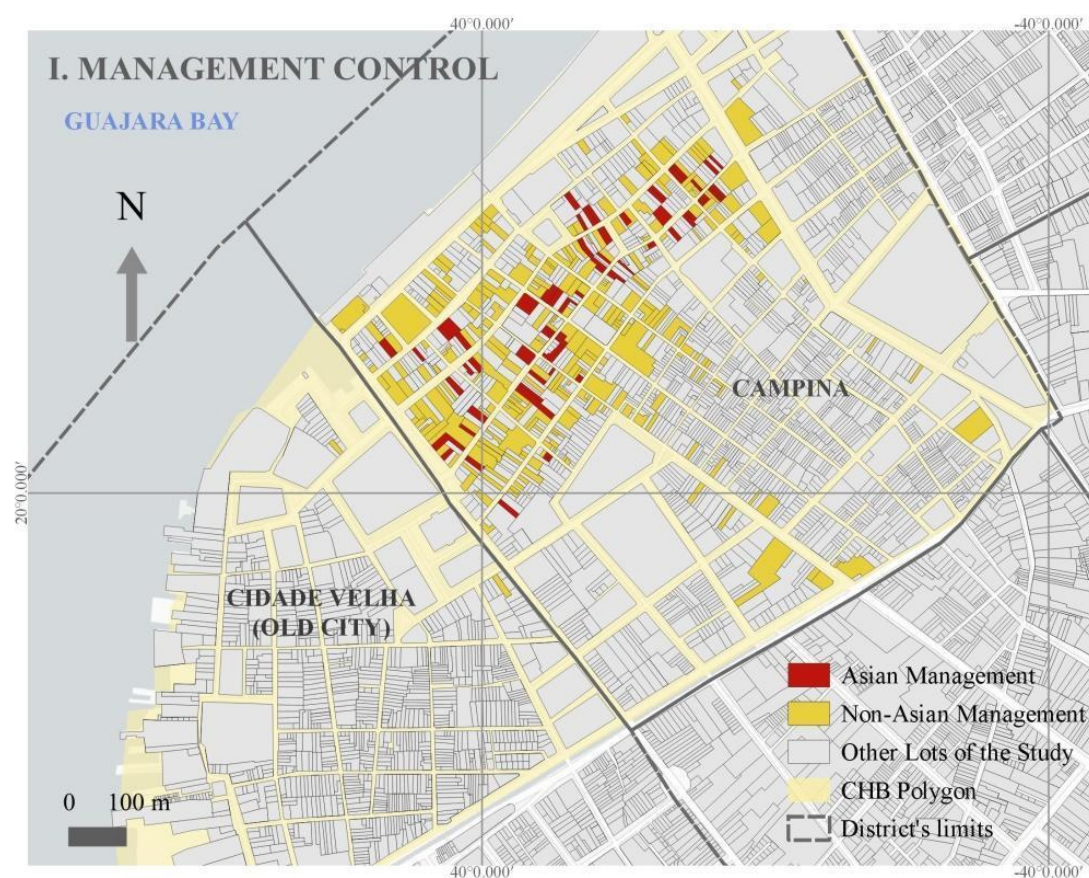 40°0.000′
-40°0.000′
I. MANAGEMENT CONTROL
GUAJARA BAY
N
CAMPINA
20°0.000′
CIDADE VELHA
(OLD CITY)
Asian Management
Non-Asian Management
Other Lots of the Study
CHB Polygon
District's limits
0 100 m
40°0.000′
-40°0.000′